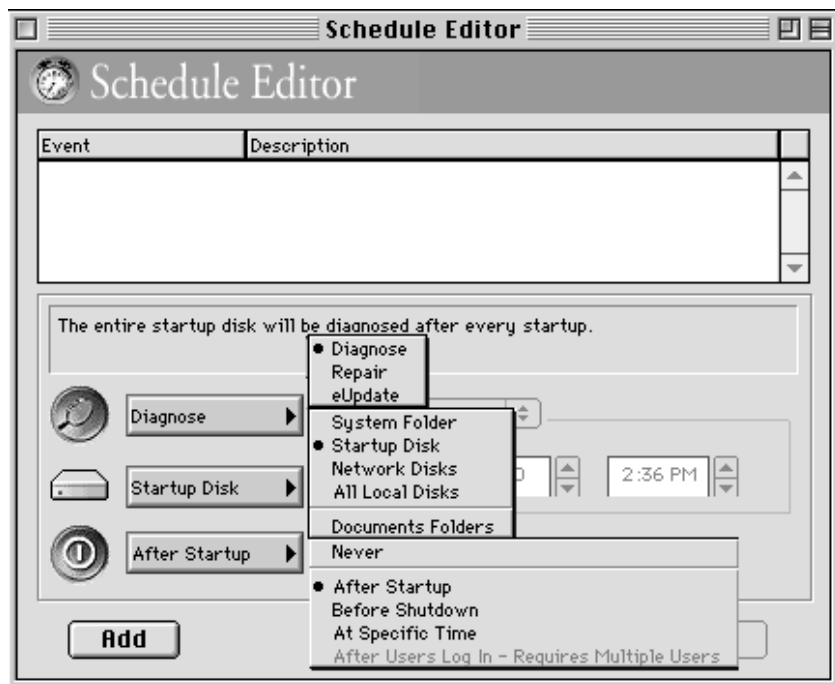 Schedule Editor
Schedule Editor
Event Description
The entire startup disk will be diagnosed after every startup.
Diagnose
Repair
eUpdate
Diagnose
System Folder
Startup Disk
Network Disks
All Local Disks
Documents Folders
Startup Disk
2:36 PM
After Startup
Never
After Startup
Before Shutdown
At Specific Time
After Users Log In - Requires Multiple Users
Add